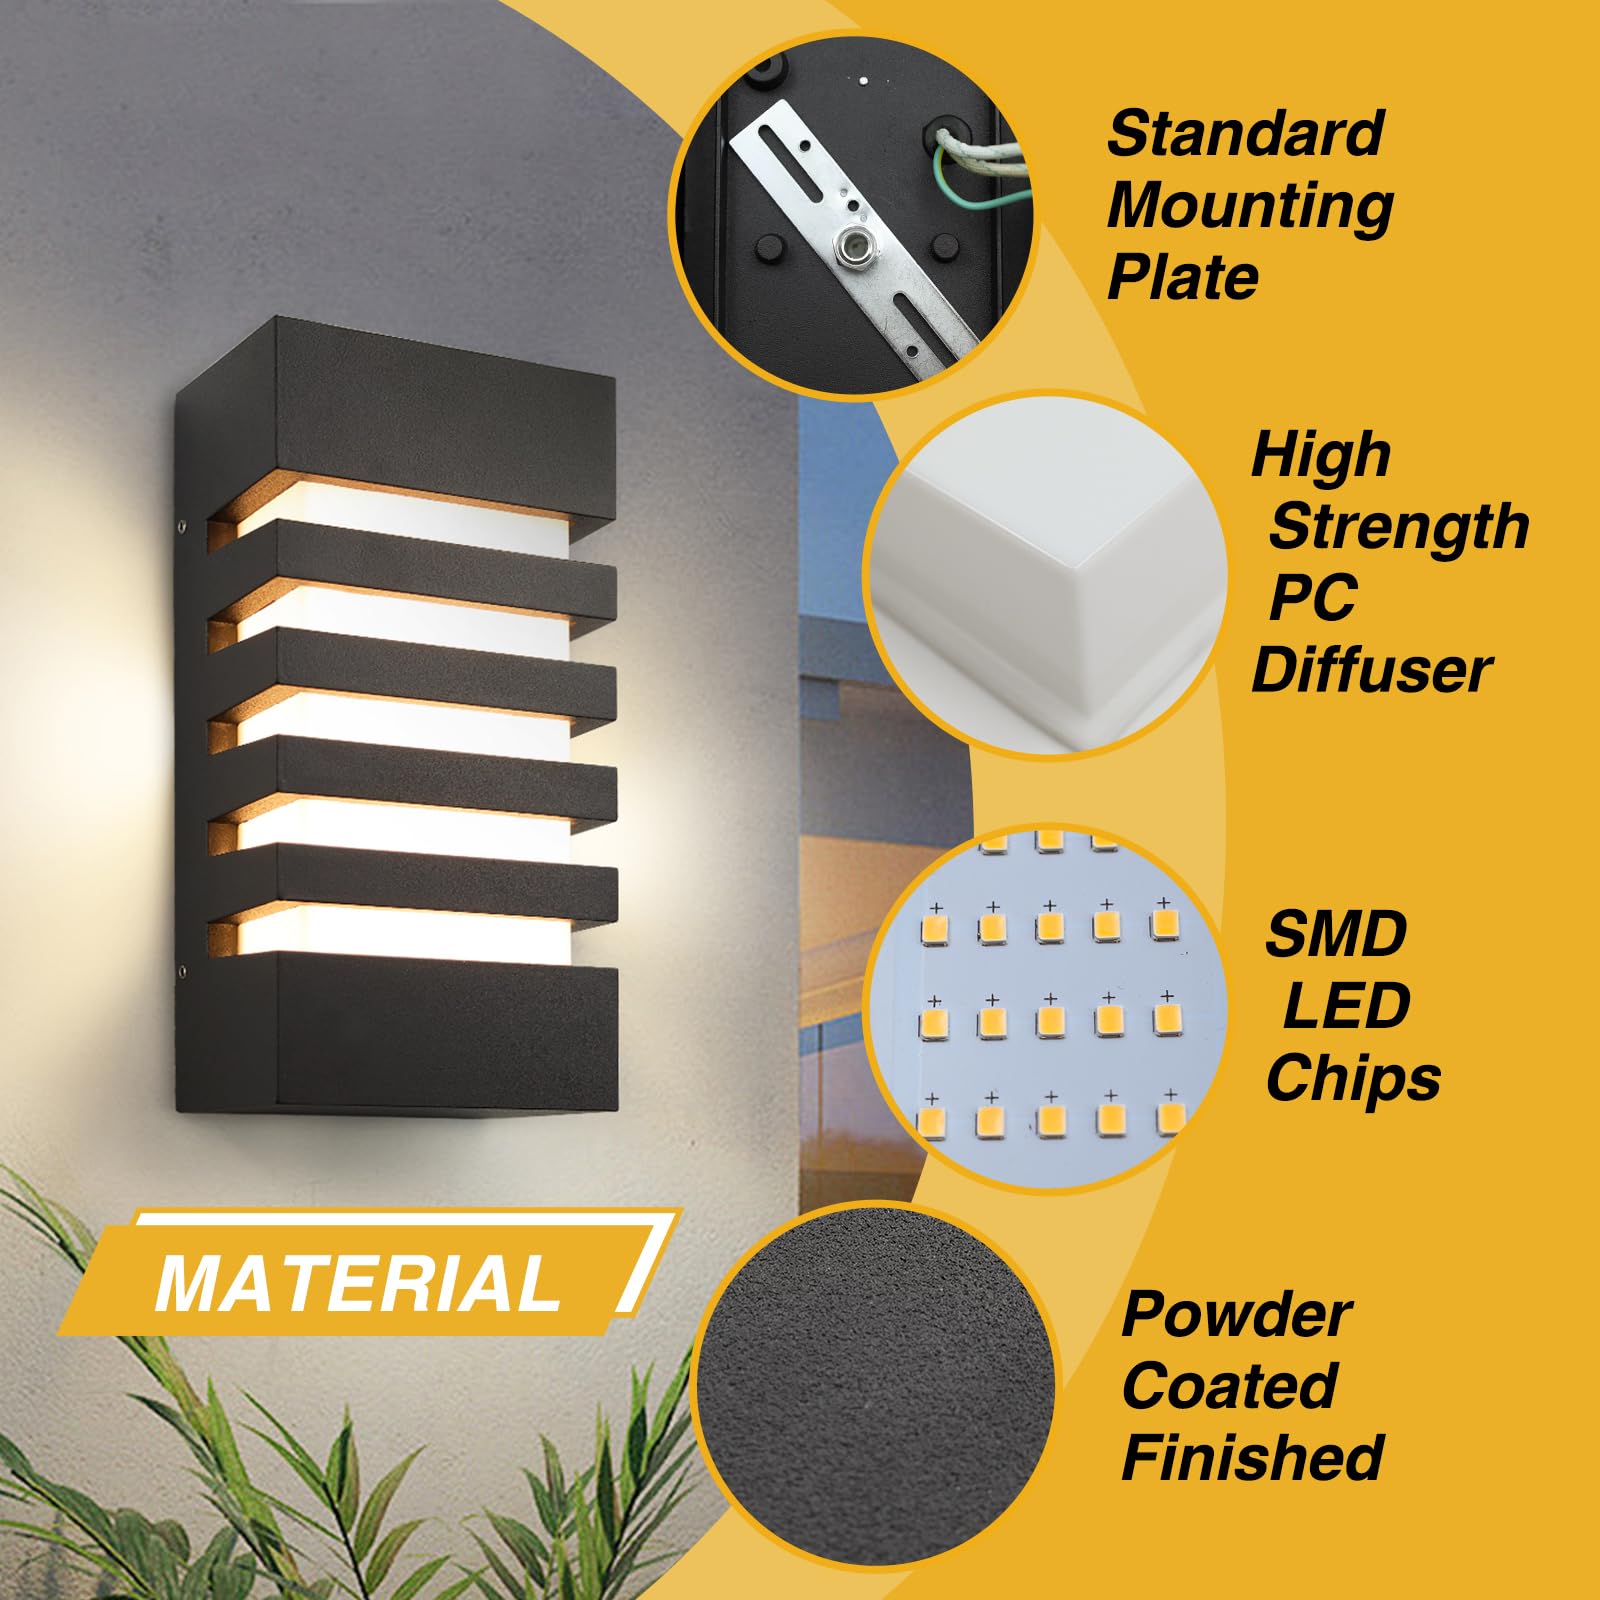 Standard
Mounting
Plate
High
Strength
PC
Diffuser
SMD
LED
Chips
MATERIAL
Powder
Coated
Finished